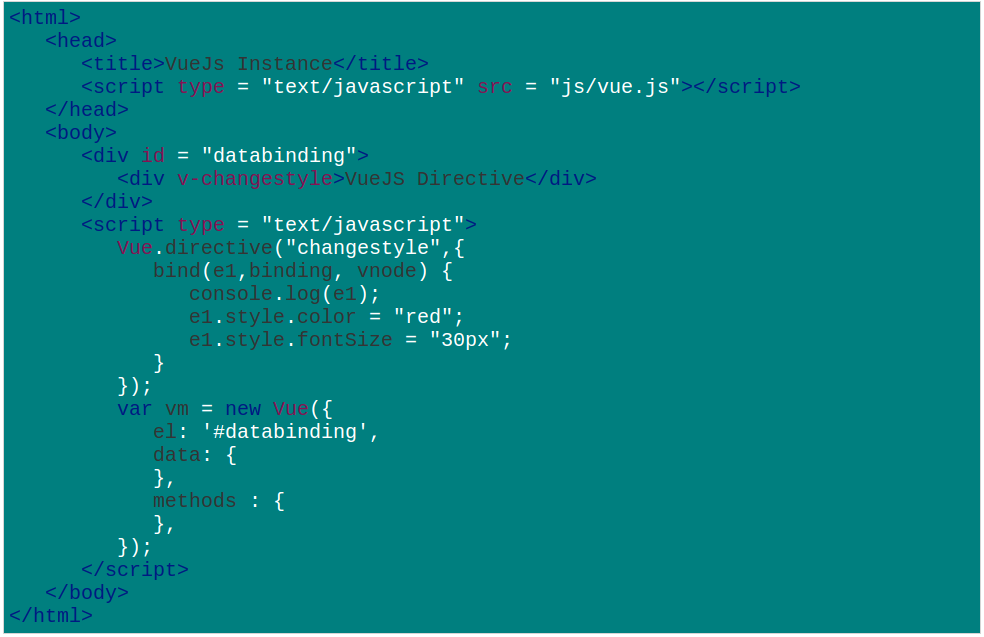 <html>
   <head>
      <title>VueJs Instance</title>
      <script type = "text/javascript" src = "js/vue.js"></script>
   </head>
   <body>
      <div id = "databinding">
         <div v-changestyle>VueJS Directive</div>
      </div>
      <script type = "text/javascript">
         Vue.directive("changestyle",{
            bind(e1,binding, vnode) {
               console.log(e1);
               e1.style.color = "red";
               e1.style.fontSize = "30px";
            }
         });
         var vm = new Vue({
            el: '#databinding',
            data: {
            },
            methods : {
            },
         });
      </script>
   </body>
</html>